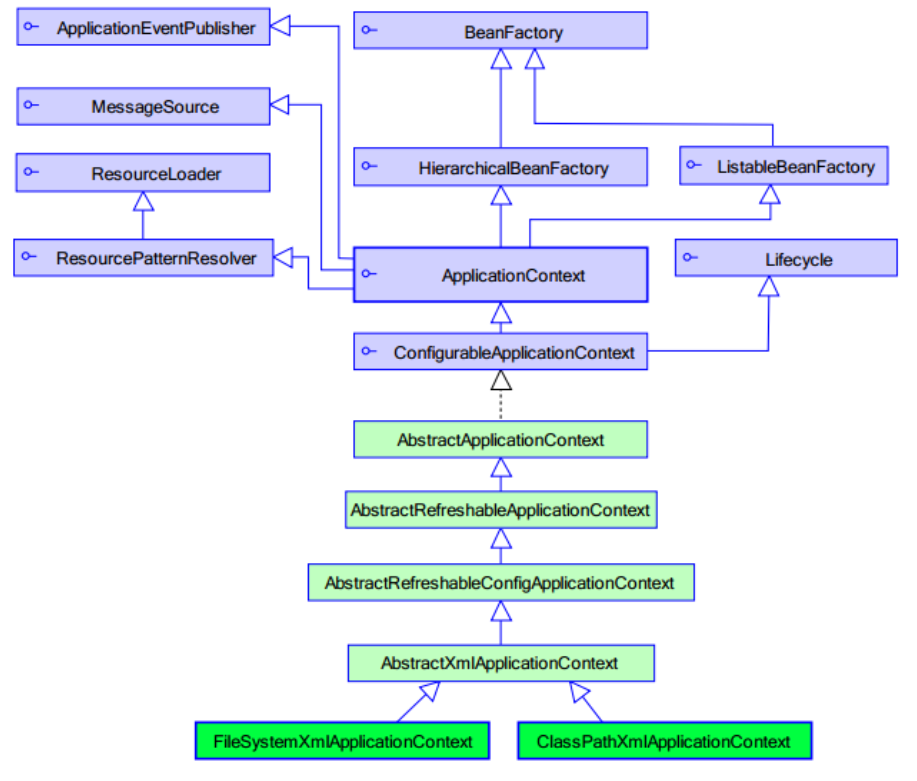 ApplicationEventPublisher
BeanFactory
MessageSource
ResourceLoader
HierarchicalBeanFactory
ListableBeanFactory
ResourcePatternResolver
ApplicationContext
Lifecycle
ConfigurableApplicationContext
AbstractApplicationContext
AbstractRefreshableApplicationContext
AbstractRefreshableConfigApplicationContext
AbstractXmlApplicationContext
FileSystemXmlApplicationContext
ClassPathXmlApplicationContext